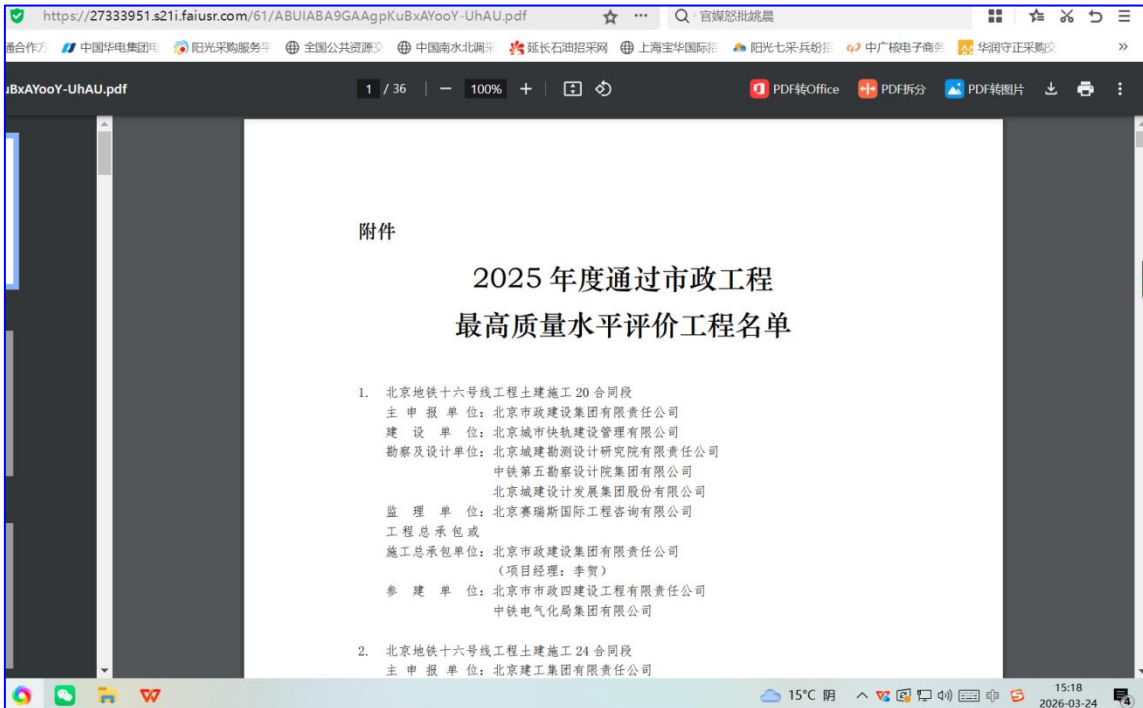 https://27333951.s21i.faiusr.com/61/ABUIABA9GAAgpKuBxAYooY-UhAU.pdf
官媒怒批姚晨
中国华电集团电 阳光采购服务平 全国公共资源交 中国南水北调采 延长石油招采网 上海宝华国际招 阳光七采·兵纷招 中广核电子商务 华润守正采购交 »
uBxAYooY-UhAU.pdf 1 / 36 100% PDF转Office PDF拆分 PDF转图片
附件
2025 年度通过市政工程
最高质量水平评价工程名单
1. 北京地铁十六号线工程土建施工 20 合同段
主 申 报 单 位：北京市政建设集团有限责任公司
建 设 单 位：北京城市快轨建设管理有限公司
勘察及设计单位：北京城建勘测设计研究院有限责任公司
中铁第五勘察设计院集团有限公司
北京城建设计发展集团股份有限公司
监 理 单 位：北京赛瑞斯国际工程咨询有限公司
工程总承包或
施工总承包单位：北京市政建设集团有限责任公司
（项目经理：李贺）
参 建 单 位：北京市市政四建设工程有限责任公司
中铁电气化局集团有限公司
2. 北京地铁十六号线工程土建施工 24 合同段
主 申 报 单 位：北京建工集团有限责任公司
15°C 阴 中 15:18
2026-03-24